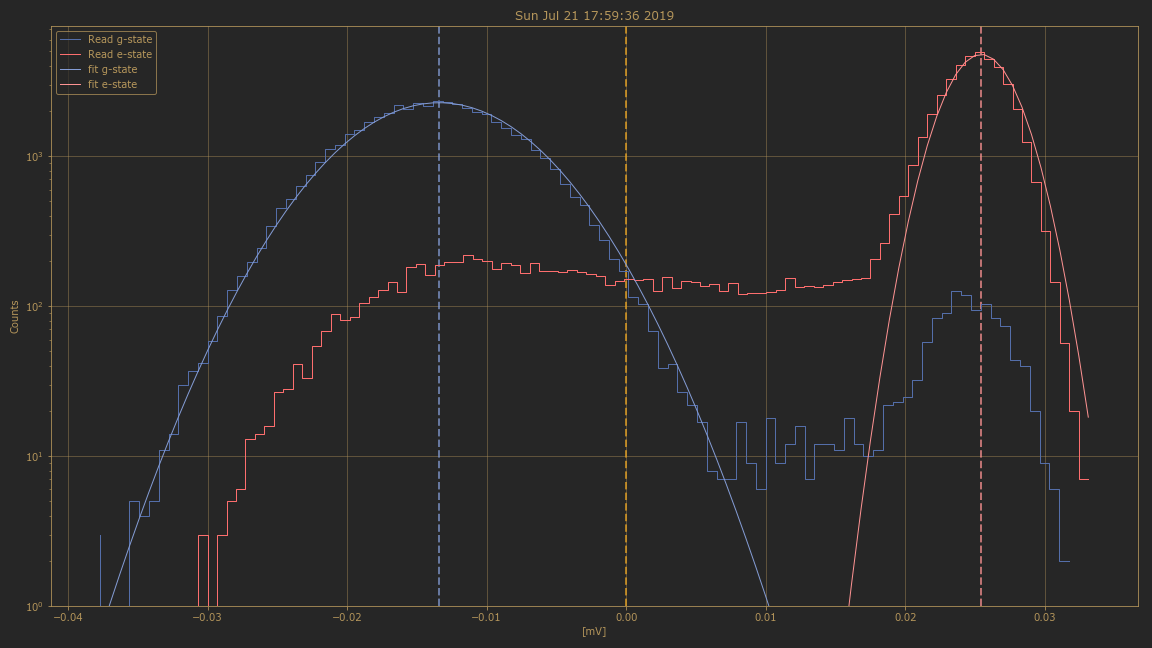 Sun Jul 21 17:59:36 2019
Read g-state
Read e-state
fit g-state
fit e-state
Counts
10³
10²
10¹
10⁰
−0.04 −0.03 −0.02 −0.01 0.00 0.01 0.02 0.03
[mV]